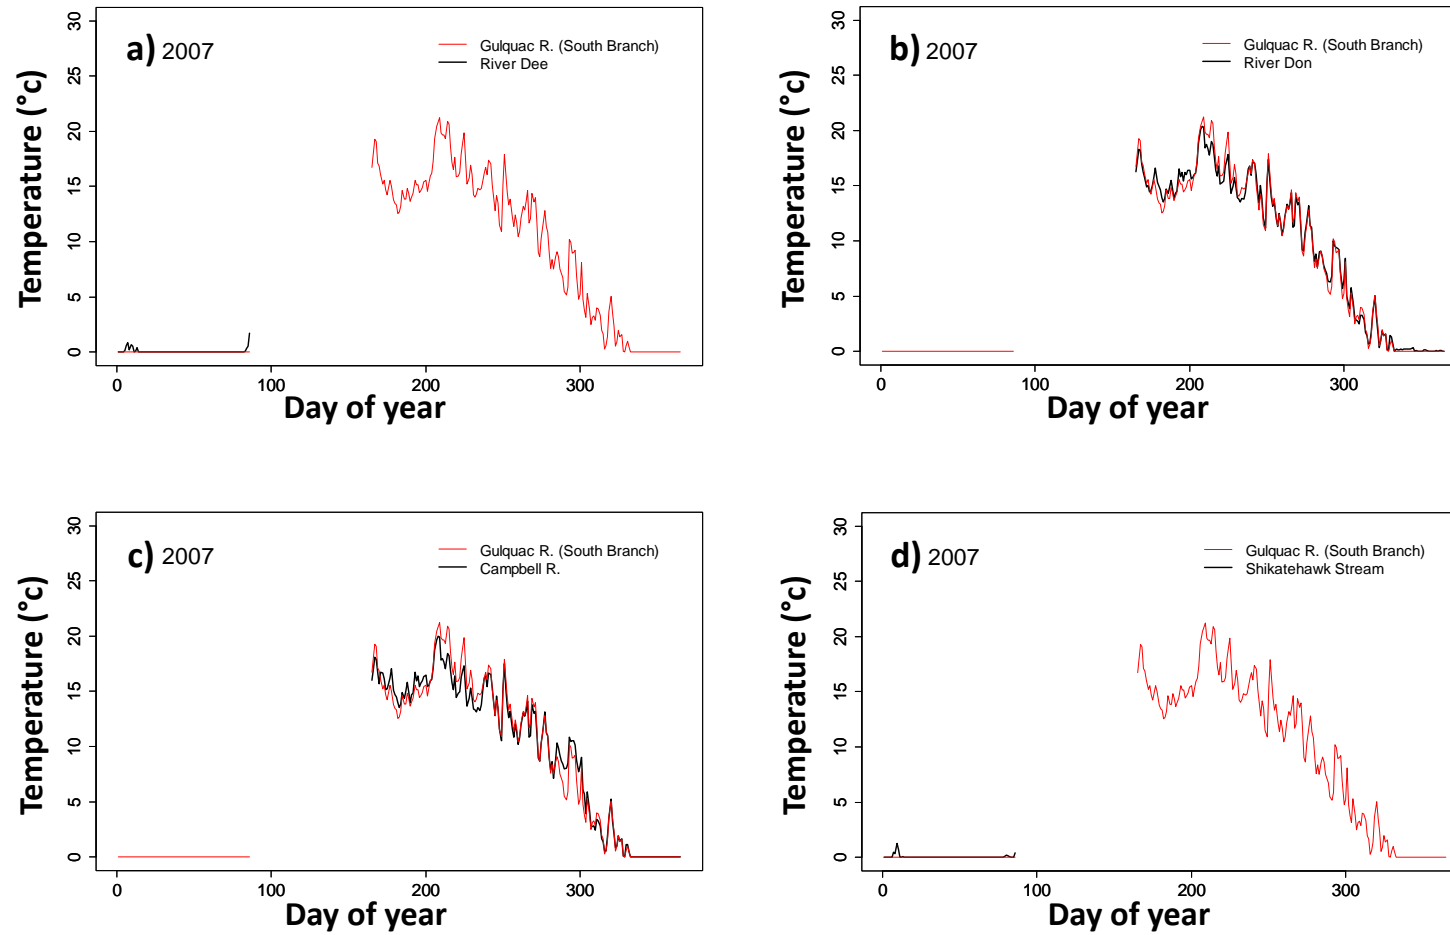 a) 2007
Gulquac R. (South Branch)
River Dee
Temperature (°c)
30
25
20
15
10
5
0
0 100 200 300
Day of year
b) 2007
Gulquac R. (South Branch)
River Don
Temperature (°c)
30
25
20
15
10
5
0
0 100 200 300
Day of year
c) 2007
Gulquac R. (South Branch)
Campbell R.
Temperature (°c)
30
25
20
15
10
5
0
0 100 200 300
Day of year
d) 2007
Gulquac R. (South Branch)
Shikatehawk Stream
Temperature (°c)
30
25
20
15
10
5
0
0 100 200 300
Day of year